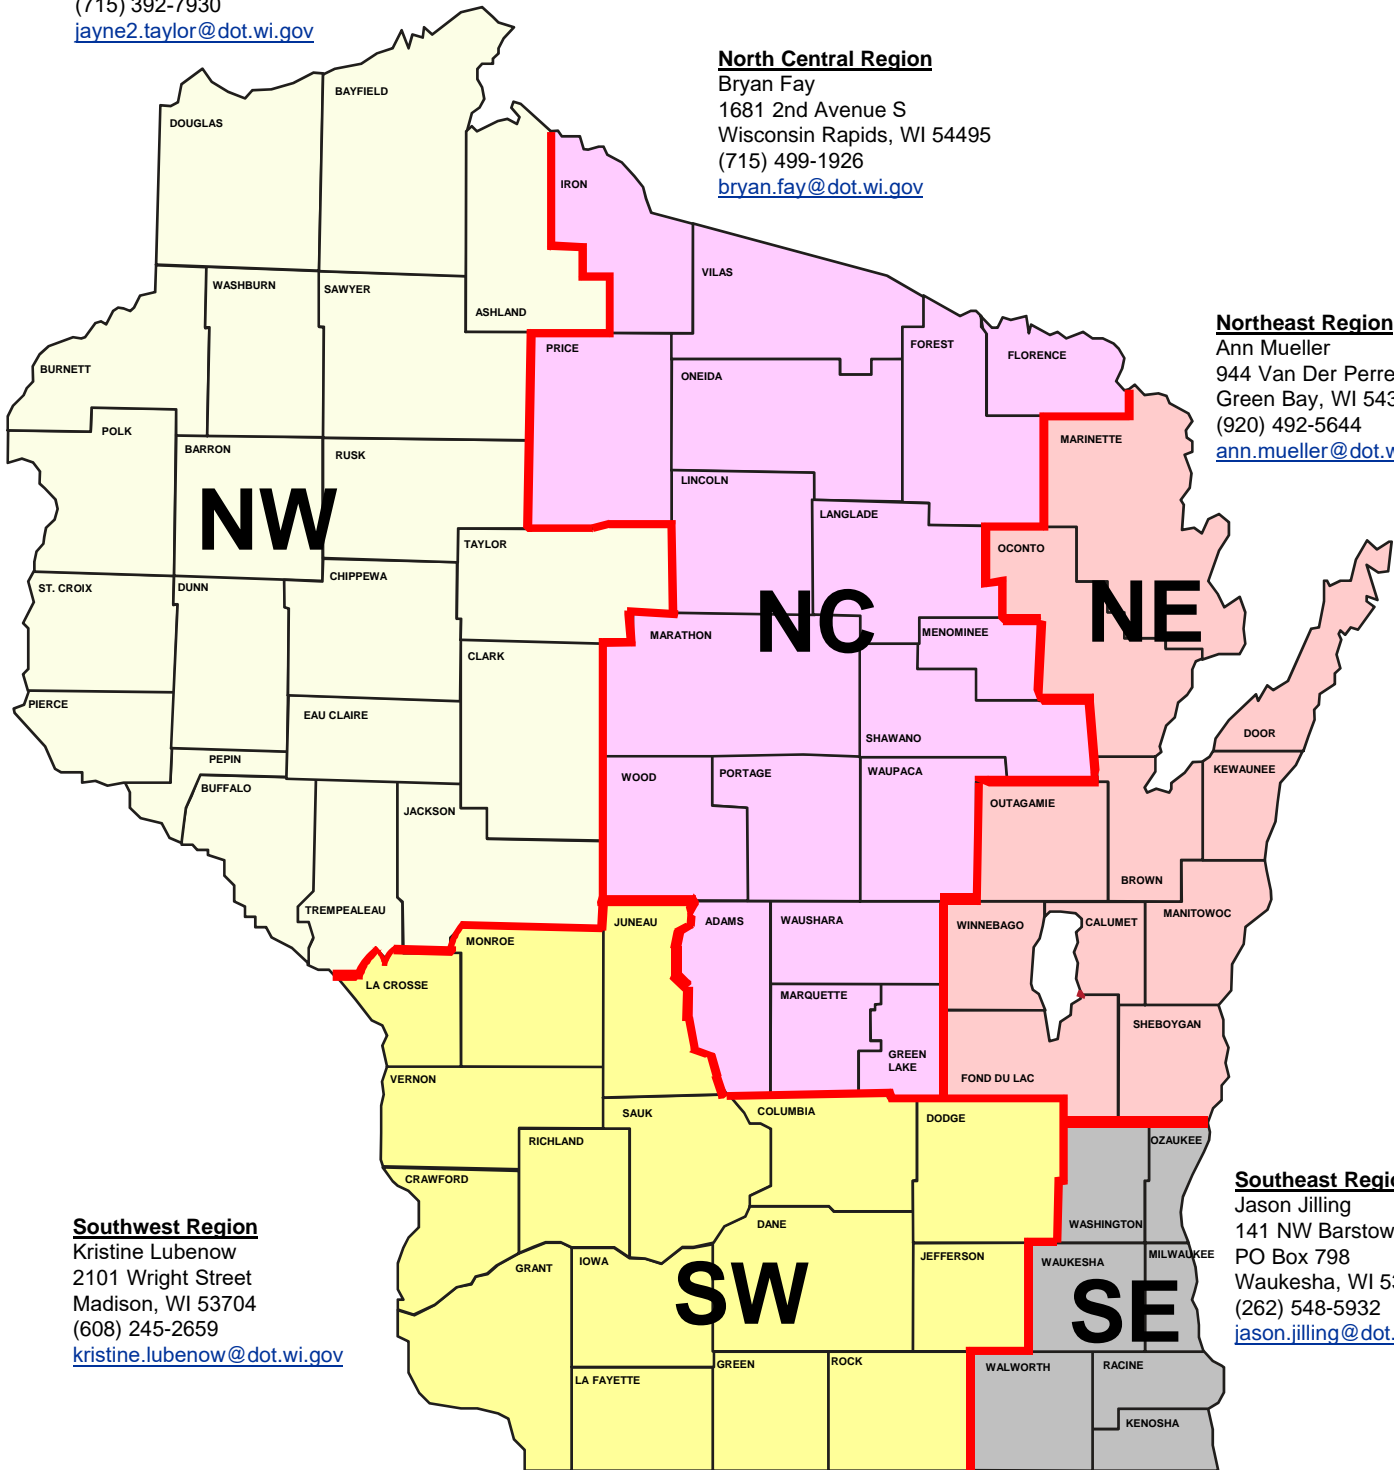 (715) 392-7930
jayne2.taylor@dot.wi.gov
North Central Region
Bryan Fay
1681 2nd Avenue S
Wisconsin Rapids, WI 54495
(715) 499-1926
bryan.fay@dot.wi.gov
Northeast Region
Ann Mueller
944 Van Der Perre
Green Bay, WI 543
(920) 492-5644
ann.mueller@dot.w
BAYFIELD
DOUGLAS
IRON
VILAS
WASHBURN
SAWYER
ASHLAND
PRICE
FOREST
FLORENCE
BURNETT
ONEIDA
POLK
BARRON
RUSK
MARINETTE
LINCOLN
LANGLADE
NW
TAYLOR
OCONTO
ST. CROIX
DUNN
CHIPPEWA
NC
NE
MARATHON
MENOMINEE
CLARK
PIERCE
EAU CLAIRE
SHAWANO
DOOR
PEPIN
WOOD
PORTAGE
WAUPACA
KEWAUNEE
BUFFALO
JACKSON
OUTAGAMIE
BROWN
TREMPEALEAU
JUNEAU
ADAMS
WAUSHARA
WINNEBAGO
CALUMET
MANITOWOC
MONROE
LA CROSSE
MARQUETTE
SHEBOYGAN
GREEN
LAKE
VERNON
FOND DU LAC
SAUK
COLUMBIA
DODGE
RICHLAND
OZAUKEE
CRAWFORD
WASHINGTON
DANE
GRANT
IOWA
JEFFERSON
WAUKESHA
MILWAUKEE
SW
SE
LA FAYETTE
GREEN
ROCK
WALWORTH
RACINE
KENOSHA
Southwest Region
Kristine Lubenow
2101 Wright Street
Madison, WI 53704
(608) 245-2659
kristine.lubenow@dot.wi.gov
Southeast Regio
Jason Jilling
141 NW Barstow
PO Box 798
Waukesha, WI 53
(262) 548-5932
jason.jilling@dot.